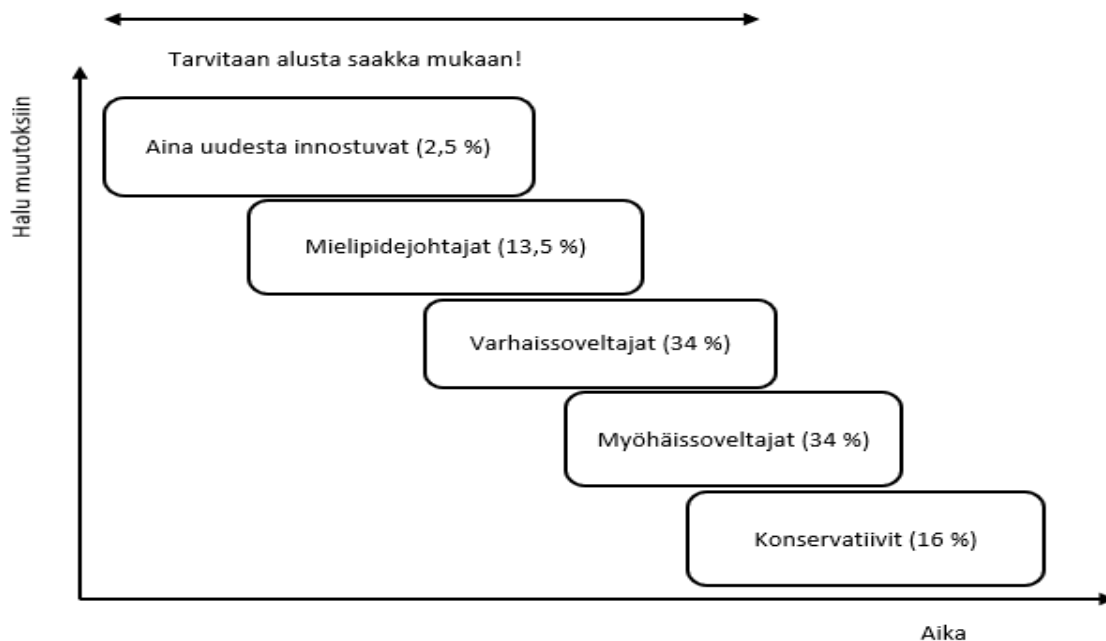 Tarvitaan alusta saakka mukaan!
Halu muutoksiin
Aina uudesta innostuvat (2,5 %)
Mielipidejohtajat (13,5 %)
Varhaissoveltajat (34 %)
Myöhäissoveltajat (34 %)
Konservatiivit (16 %)
Aika